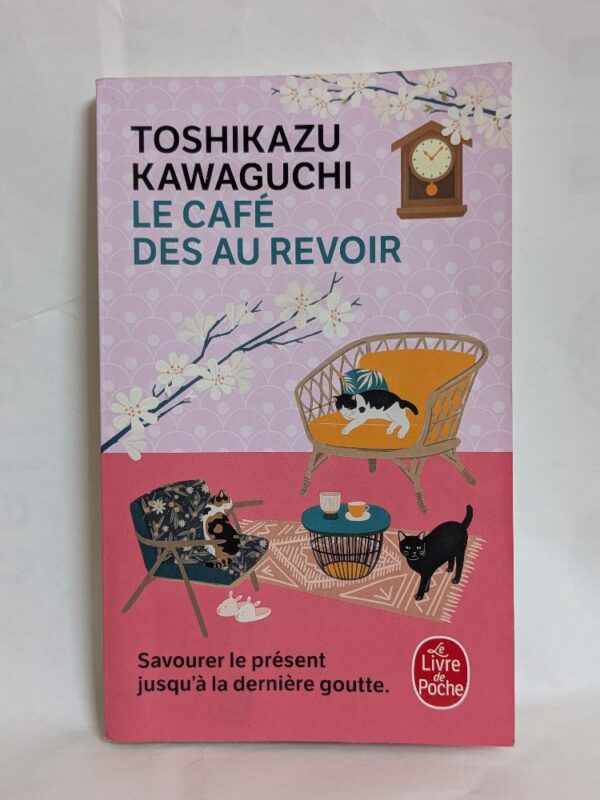 TOSHIKAZU
KAWAGUCHI
LE CAFÉ
DES AU REVOIR
Savourer le présent
jusqu'à la dernière goutte.
Le
Livre
de
Poche